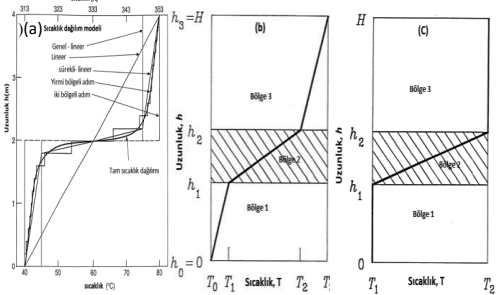 313 323 333 343 353
)(a) Sıcaklık dağılım modeli
Genel - lineer
Lineer
sürekli- lineer
Yirmi bölgeli adım
iki bölgeli adım
Tam sıcaklık dağılımı
Uzunluk h(m)
4
3
2
1
0
40 50 60 70 80
sıcaklık (°C)
(b)
h3=H
h2
h1
h0=0
Uzunluk, h
Bölge 3
Bölge 2
Bölge 1
T0 T1 Sıcaklık, T T2
(c)
H
h2
h1
0
Uzunluk, h
Bölge 3
Bölge 2
Bölge 1
T1 Sıcaklık, T T2